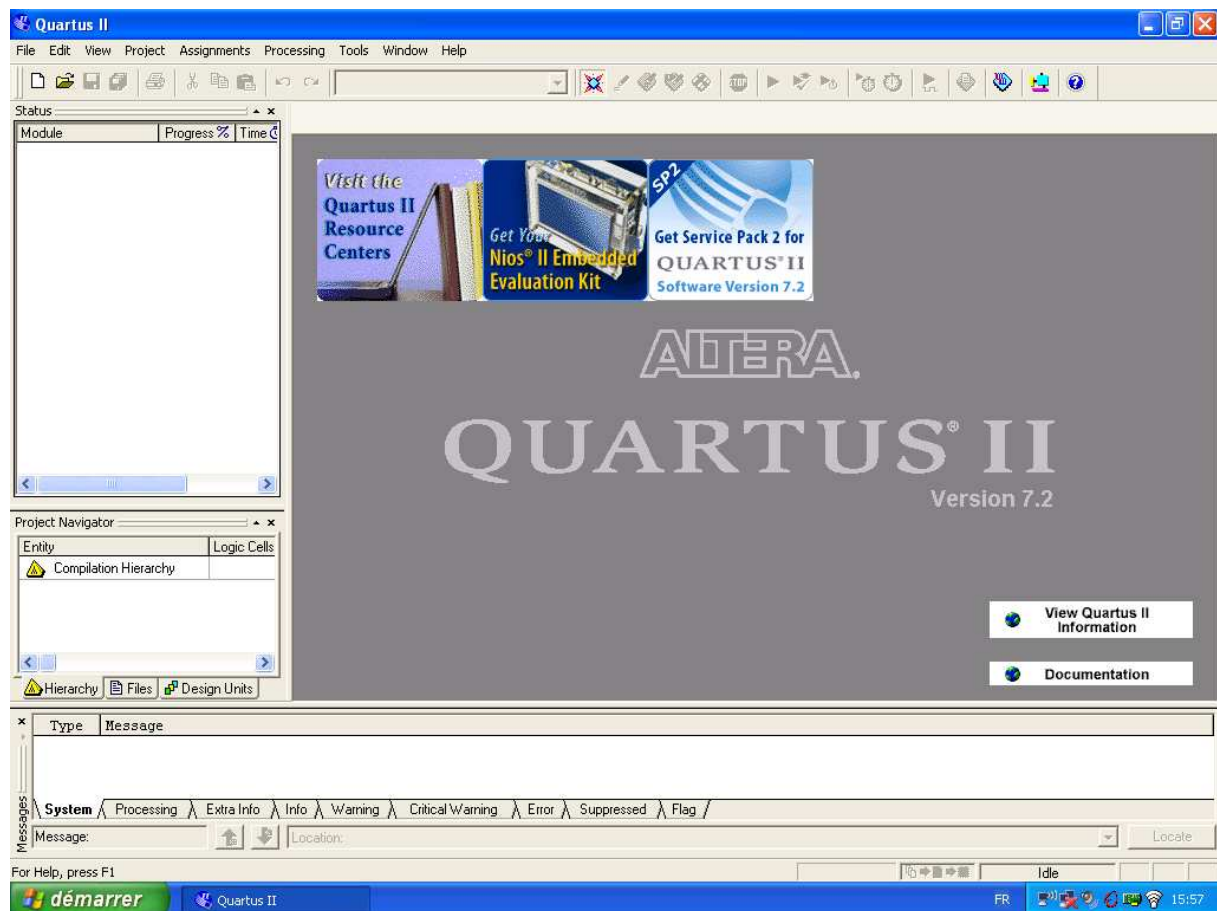 Quartus II
File Edit View Project Assignments Processing Tools Window Help
Status
Module Progress % Time
Visit the
Quartus II
Resource
Centers
Get Your
Nios® II Embedded
Evaluation Kit
SP2
Get Service Pack 2 for
QUARTUS® II
Software Version 7.2
ALTERA.
QUARTUS® II
Version 7.2
Project Navigator
Entity Logic Cells
Compilation Hierarchy
View Quartus II
Information
Documentation
Hierarchy Files Design Units
Type Message
System Processing Extra Info Info Warning Critical Warning Error Suppressed Flag
Messages
Message: Location: Locate
For Help, press F1 Idle
démarrer Quartus II FR 15:57